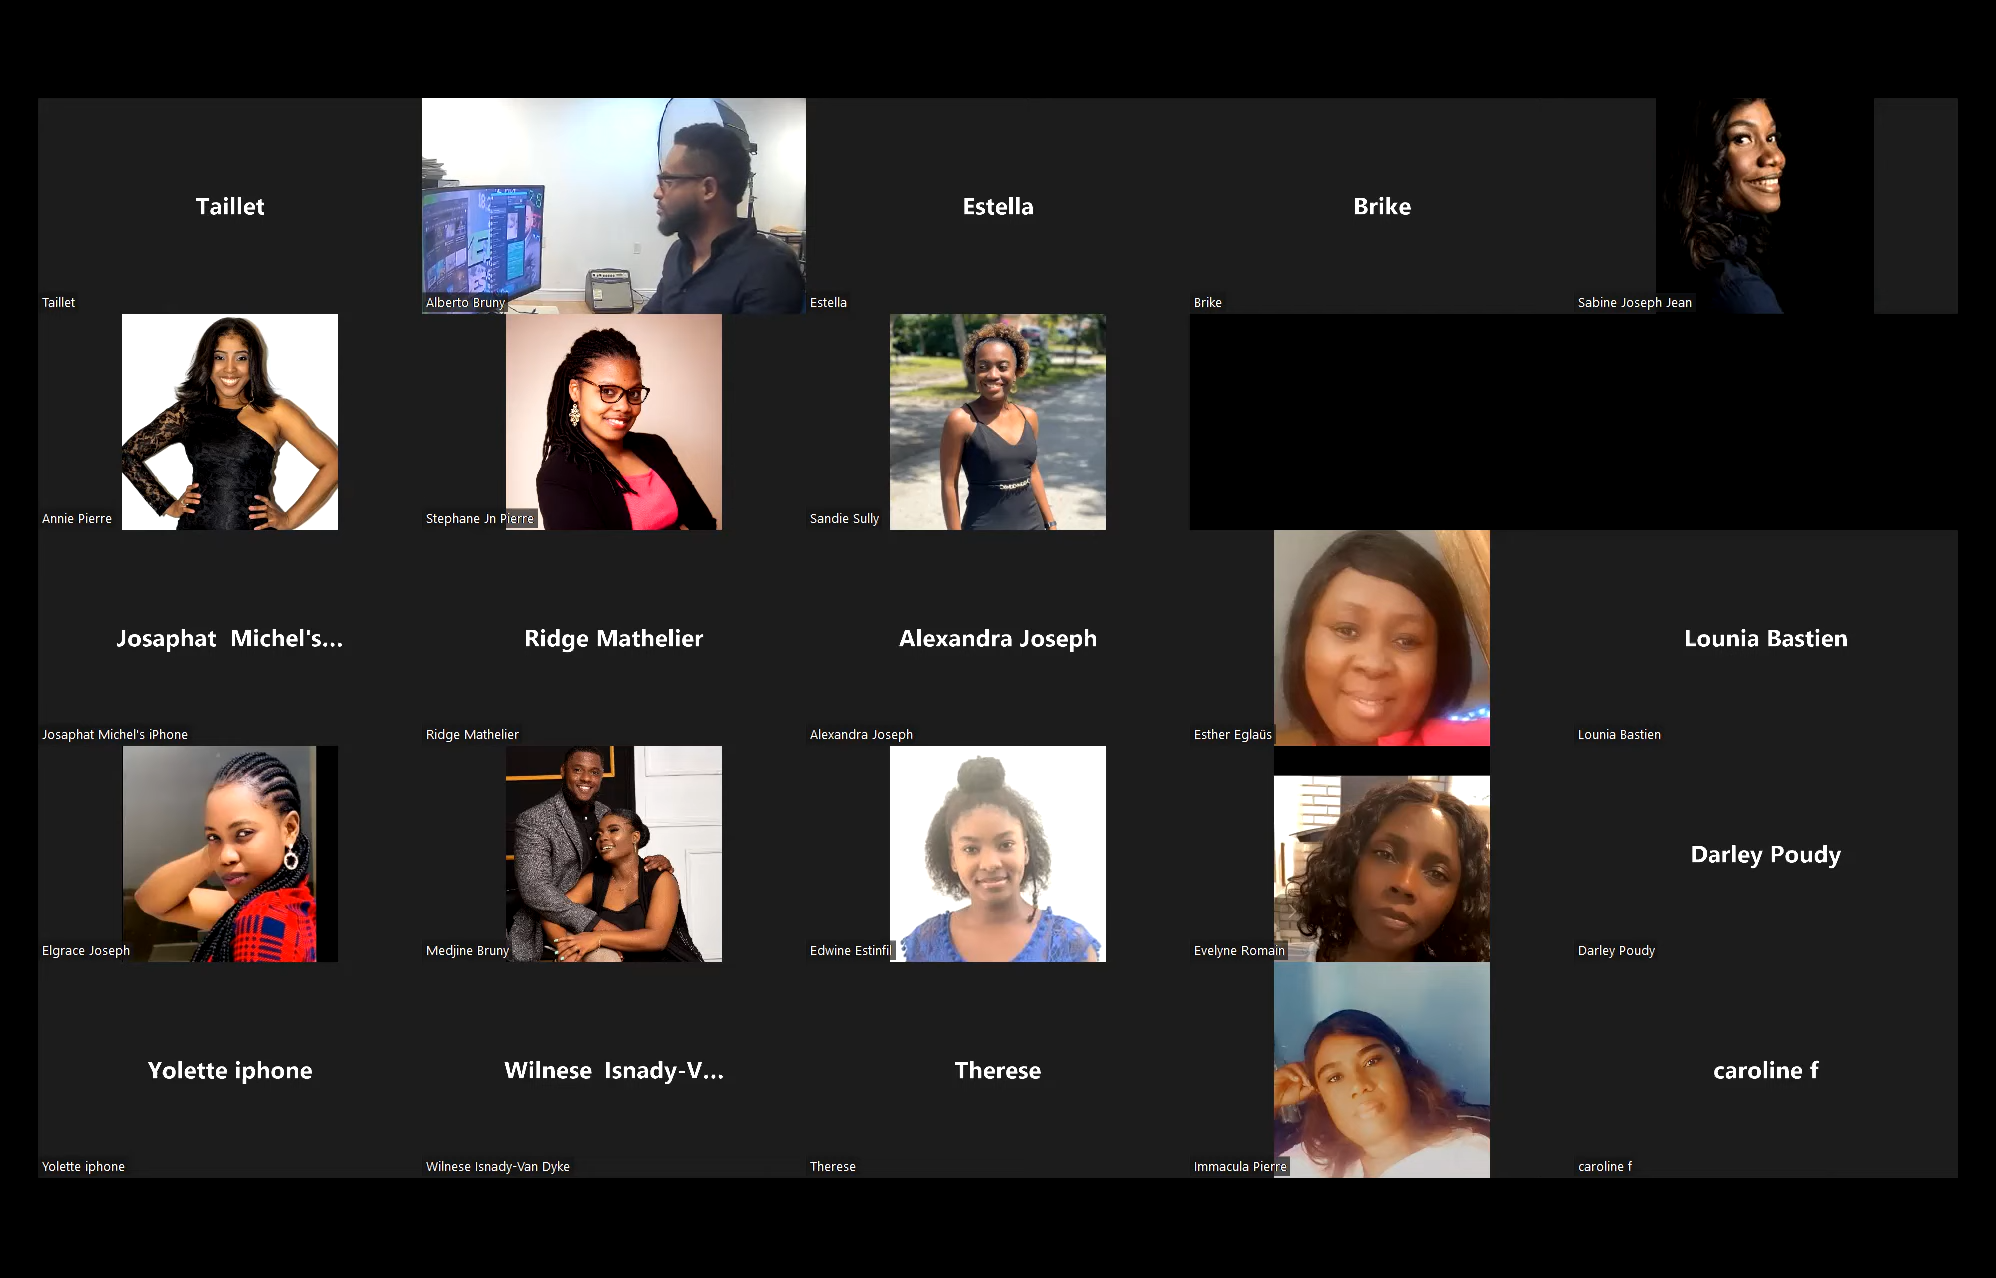 Taillet
Estella
Brike
Taillet
Alberto Bruny
Estella
Brike
Sabine Joseph Jean
Annie Pierre
Stephane Jn Pierre
Sandie Sully
Josaphat Michel's...
Ridge Mathelier
Alexandra Joseph
Lounia Bastien
Josaphat Michel's iPhone
Ridge Mathelier
Alexandra Joseph
Esther Eglaüs
Lounia Bastien
Darley Poudy
Elgrace Joseph
Medjine Bruny
Edwine Estinfil
Evelyne Romain
Darley Poudy
Yolette iphone
Wilnese Isnady-V...
Therese
caroline f
Yolette iphone
Wilnese Isnady-Van Dyke
Therese
Immacula Pierre
caroline f